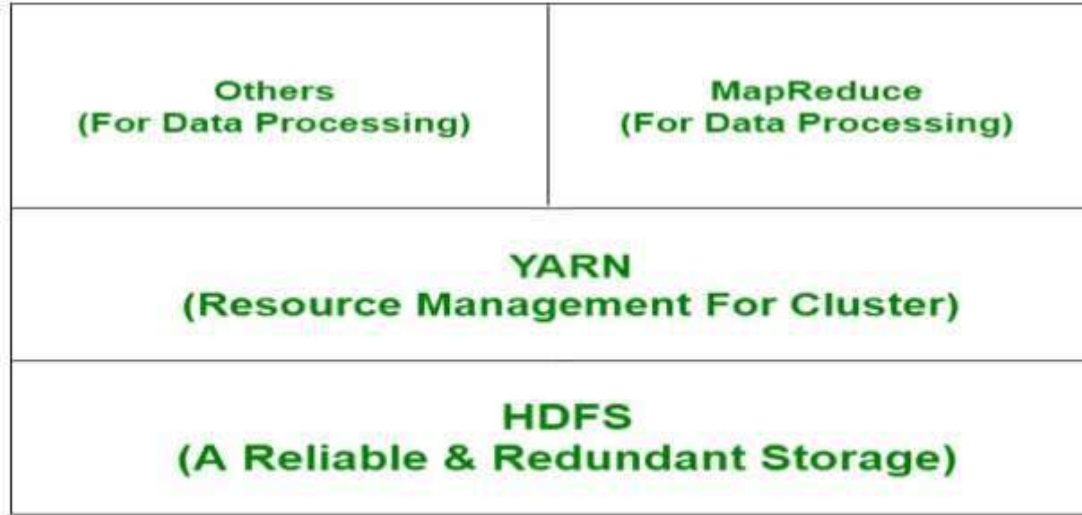 Others
(For Data Processing)
MapReduce
(For Data Processing)
YARN
(Resource Management For Cluster)
HDFS
(A Reliable & Redundant Storage)